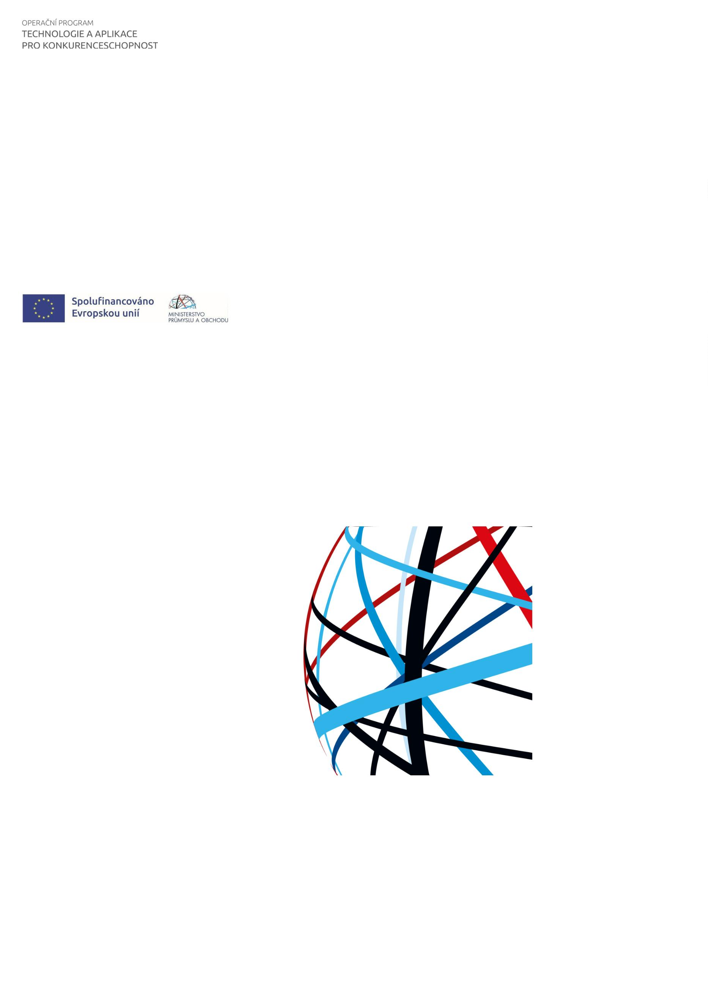 OPERAČNÍ PROGRAM
TECHNOLOGIE A APLIKACE
PRO KONKURENCESCHOPNOST
Spolufinancováno
Evropskou unií
MINISTERSTVO
PRŮMYSLU A OBCHODU